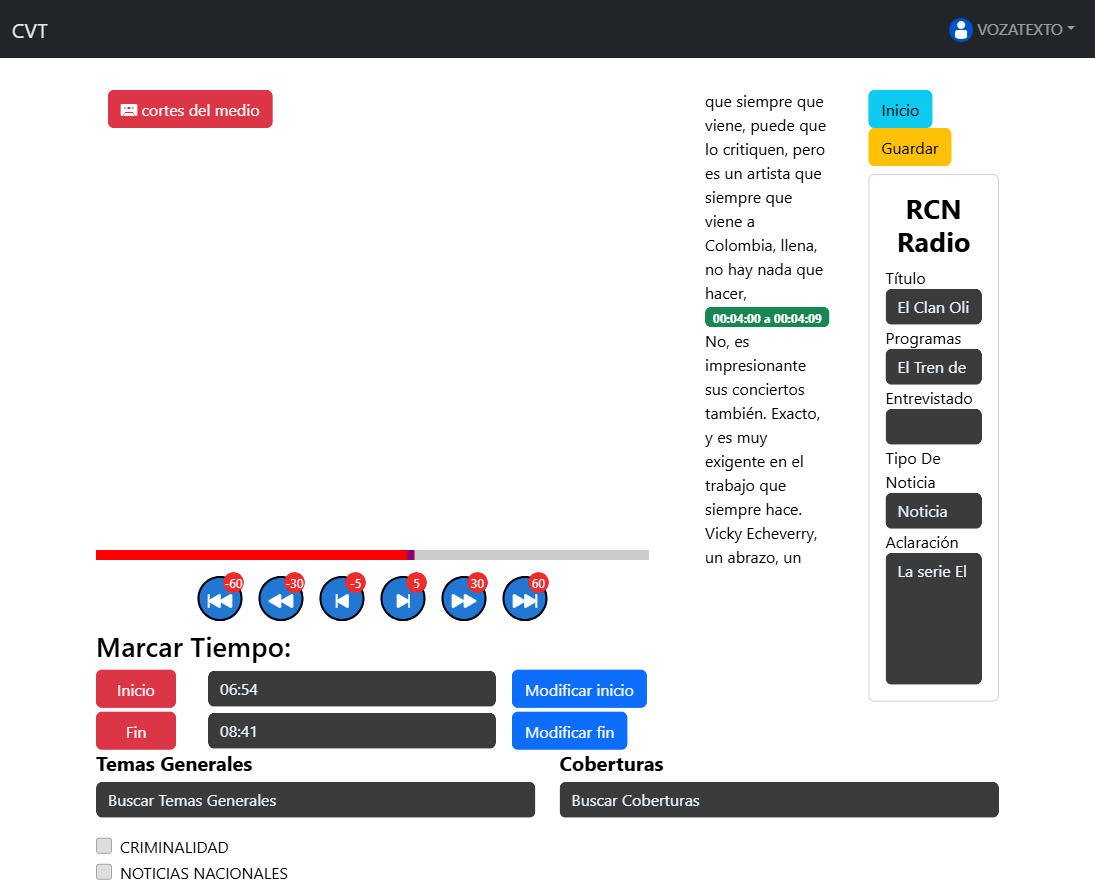 CVT
VOZATEXTO
cortes del medio
que siempre que
viene, puede que
lo critiquen, pero
es un artista que
siempre que
viene a
Colombia, llena,
no hay nada que
hacer,
00:04:00 a 00:04:09
No, es
impresionante
sus conciertos
también. Exacto,
y es muy
exigente en el
trabajo que
siempre hace.
Vicky Echeverry,
un abrazo, un
Inicio
Guardar
RCN
Radio
Título
El Clan Oli
Programas
El Tren de
Entrevistado
Tipo De
Noticia
Noticia
Aclaración
La serie El
-60
-30
-5
5
30
60
Marcar Tiempo:
Inicio
06:54
Modificar inicio
Fin
08:41
Modificar fin
Temas Generales
Coberturas
Buscar Temas Generales
Buscar Coberturas
CRIMINALIDAD
NOTICIAS NACIONALES